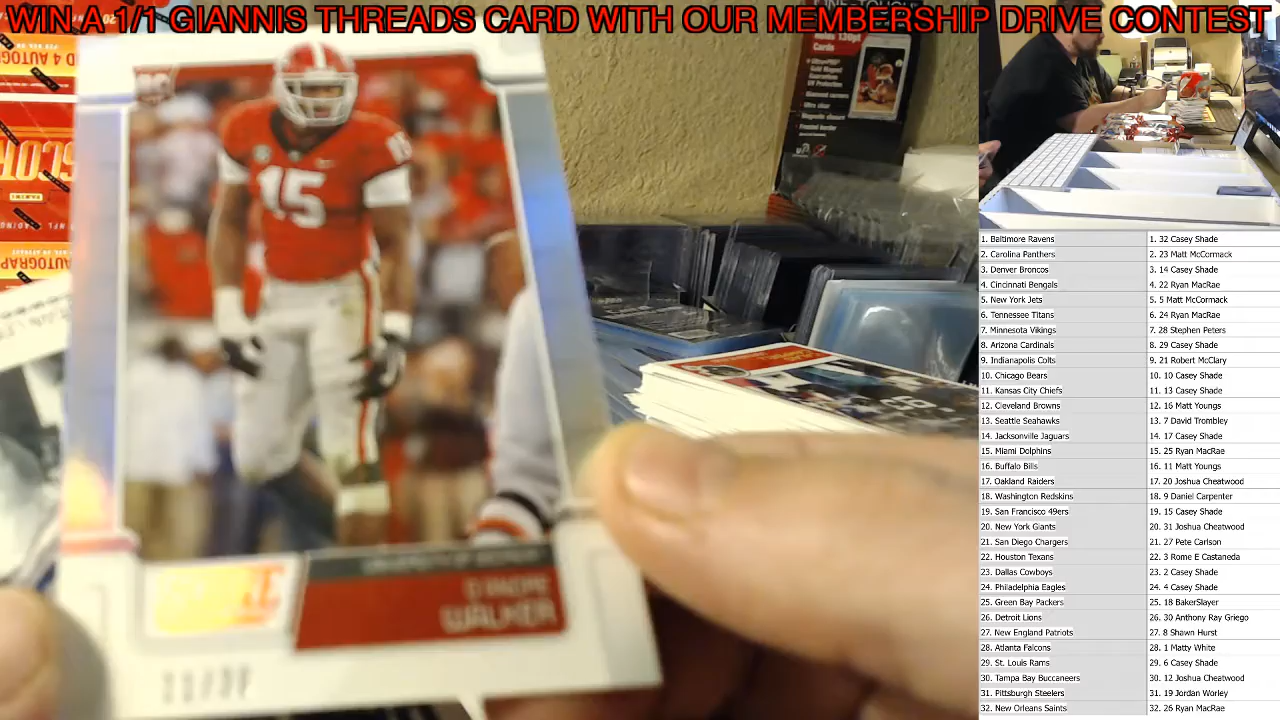 WIN A 1/1 GIANNIS THREADS CARD WITH OUR MEMBERSHIP DRIVE CONTEST
D 4 AUTOGR
AUTOGRAP
Cards
15
15
WALKER
1. Baltimore Ravens 1. 32 Casey Shade
2. Carolina Panthers 2. 23 Matt McCormack
3. Denver Broncos 3. 14 Casey Shade
4. Cincinnati Bengals 4. 22 Ryan MacRae
5. New York Jets 5. 5 Matt McCormack
6. Tennessee Titans 6. 24 Ryan MacRae
7. Minnesota Vikings 7. 28 Stephen Peters
8. Arizona Cardinals 8. 29 Casey Shade
9. Indianapolis Colts 9. 21 Robert McClary
10. Chicago Bears 10. 10 Casey Shade
11. Kansas City Chiefs 11. 13 Casey Shade
12. Cleveland Browns 12. 16 Matt Youngs
13. Seattle Seahawks 13. 7 David Trombley
14. Jacksonville Jaguars 14. 17 Casey Shade
15. Miami Dolphins 15. 25 Ryan MacRae
16. Buffalo Bills 16. 11 Matt Youngs
17. Oakland Raiders 17. 20 Joshua Cheatwood
18. Washington Redskins 18. 9 Daniel Carpenter
19. San Francisco 49ers 19. 15 Casey Shade
20. New York Giants 20. 31 Joshua Cheatwood
21. San Diego Chargers 21. 27 Pete Carlson
22. Houston Texans 22. 3 Rome E Castaneda
23. Dallas Cowboys 23. 2 Casey Shade
24. Philadelphia Eagles 24. 4 Casey Shade
25. Green Bay Packers 25. 18 BakerSlayer
26. Detroit Lions 26. 30 Anthony Ray Griego
27. New England Patriots 27. 8 Shawn Hurst
28. Atlanta Falcons 28. 1 Matty White
29. St. Louis Rams 29. 6 Casey Shade
30. Tampa Bay Buccaneers 30. 12 Joshua Cheatwood
31. Pittsburgh Steelers 31. 19 Jordan Worley
32. New Orleans Saints 32. 26 Ryan MacRae